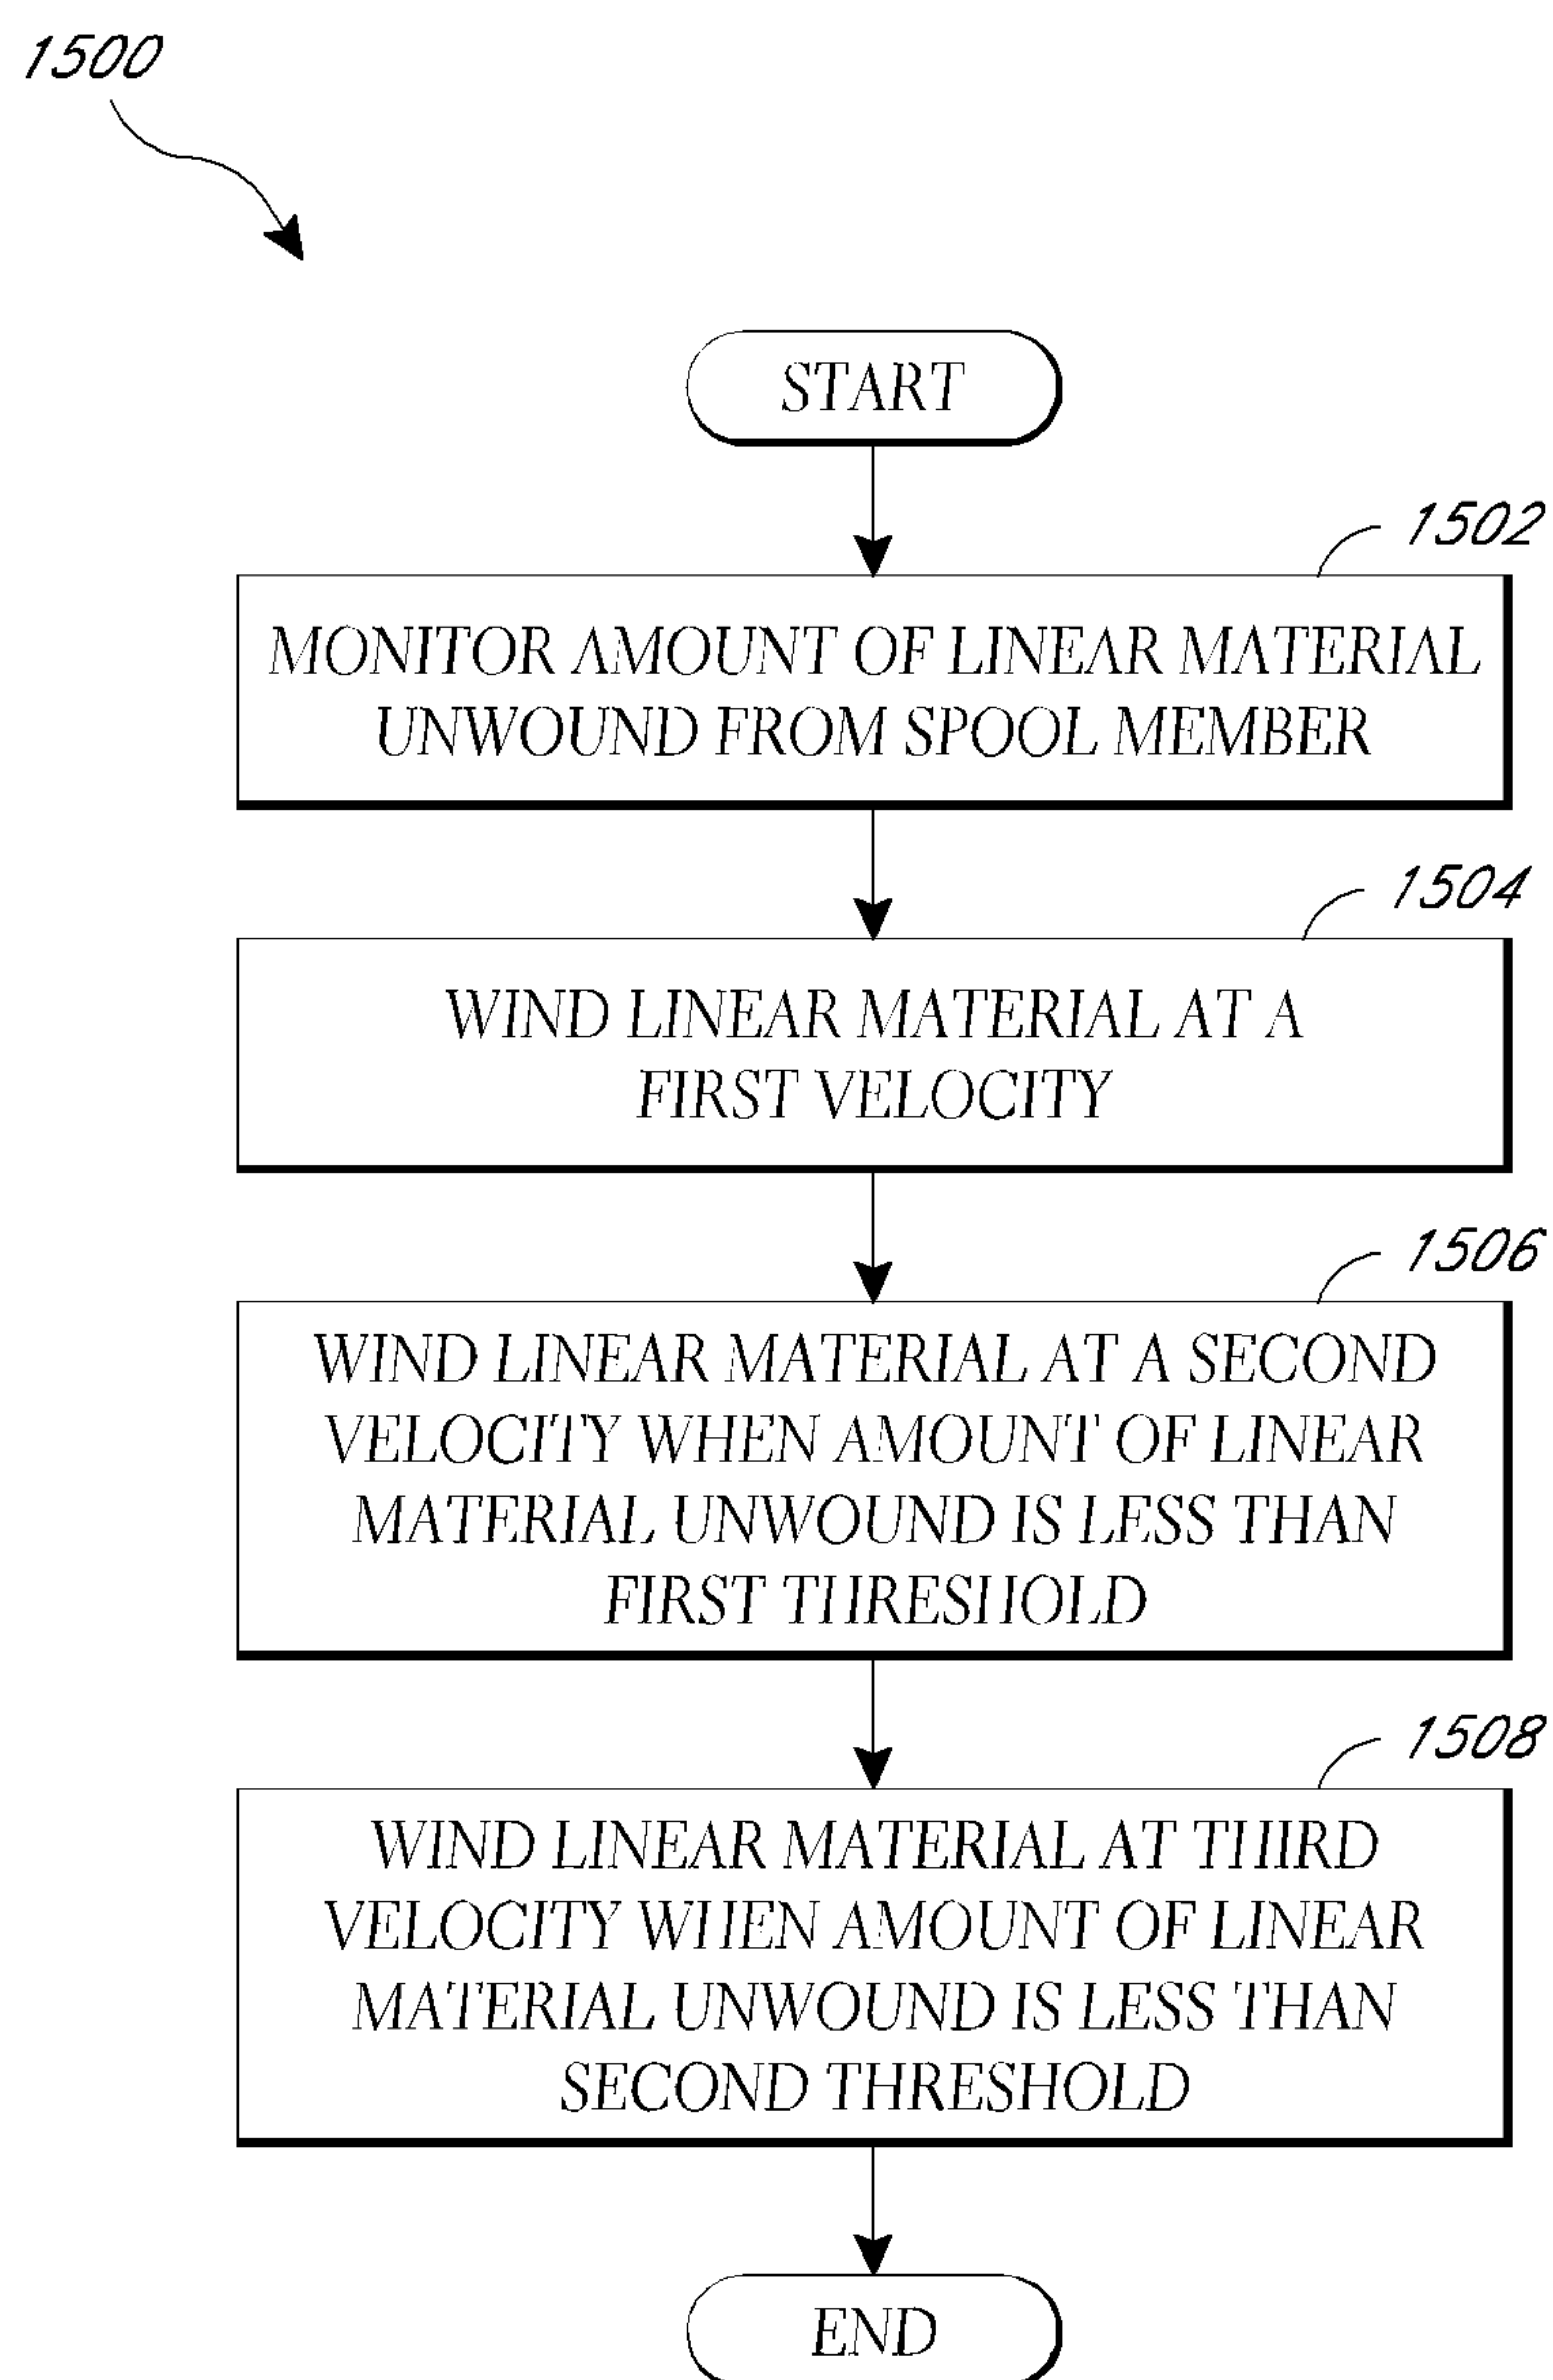 1500
START
1502
MONITOR AMOUNT OF LINEAR MATERIAL
UNWOUND FROM SPOOL MEMBER
1504
WIND LINEAR MATERIAL AT A
FIRST VELOCITY
1506
WIND LINEAR MATERIAL AT A SECOND
VELOCITY WHEN AMOUNT OF LINEAR
MATERIAL UNWOUND IS LESS THAN
FIRST THRESHOLD
1508
WIND LINEAR MATERIAL AT THIRD
VELOCITY WHEN AMOUNT OF LINEAR
MATERIAL UNWOUND IS LESS THAN
SECOND THRESHOLD
END